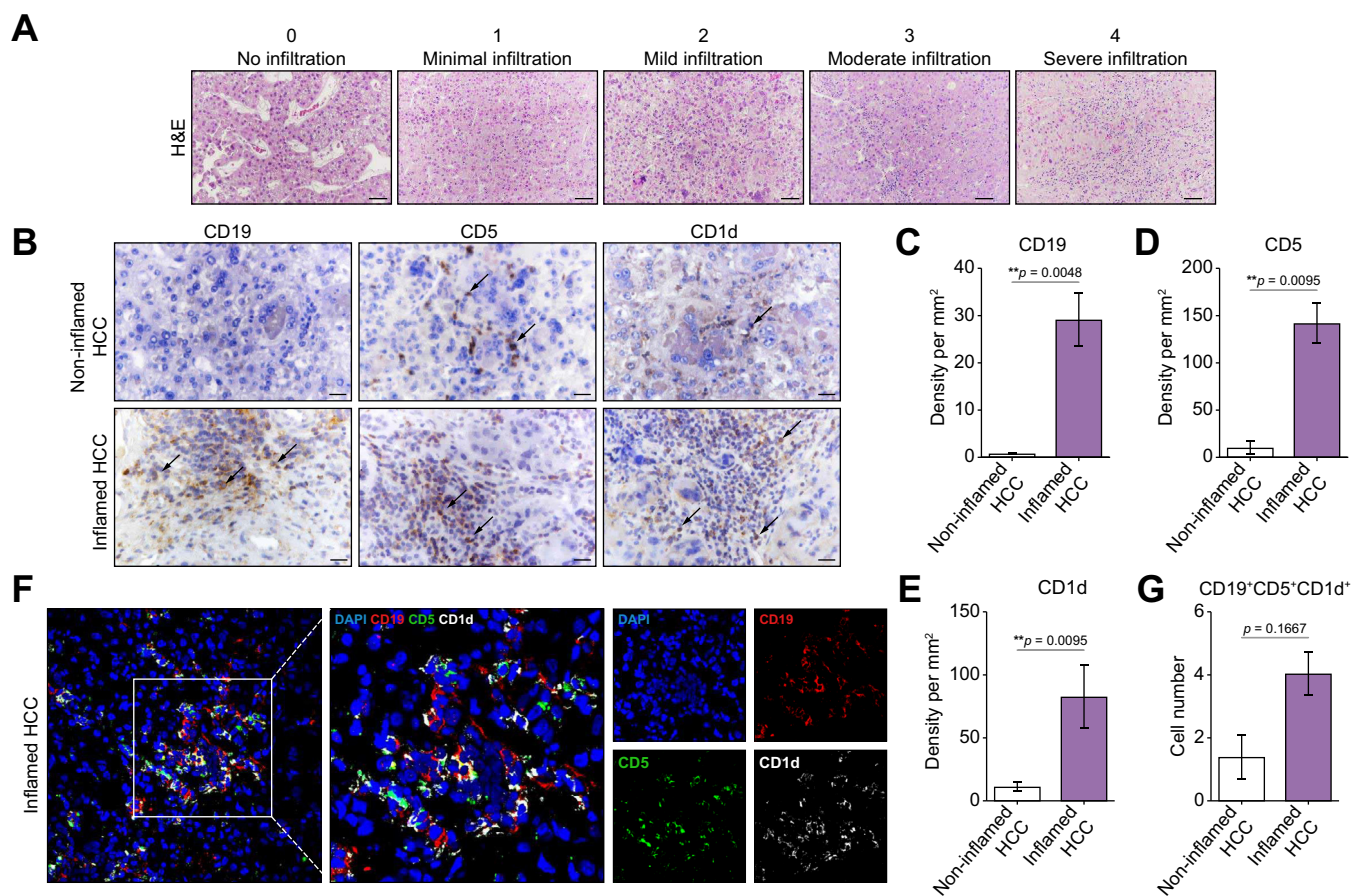 A
0
No infiltration
1
Minimal infiltration
2
Mild infiltration
3
Moderate infiltration
4
Severe infiltration
H&E
B
CD19
CD5
CD1d
Non-inflamed
HCC
Inflamed HCC
C
CD19
**p = 0.0048
Density per mm²
40
30
20
10
0
Non-inflamed
HCC
Inflamed
HCC
D
CD5
**p = 0.0095
Density per mm²
200
150
100
50
0
Non-inflamed
HCC
Inflamed
HCC
F
Inflamed HCC
DAPI CD19 CD5 CD1d
DAPI
CD19
CD5
CD1d
E
CD1d
**p = 0.0095
Density per mm²
150
100
50
0
Non-inflamed
HCC
Inflamed
HCC
G
CD19⁺CD5⁺CD1d⁺
p = 0.1667
Cell number
6
4
2
0
Non-inflamed
HCC
Inflamed
HCC